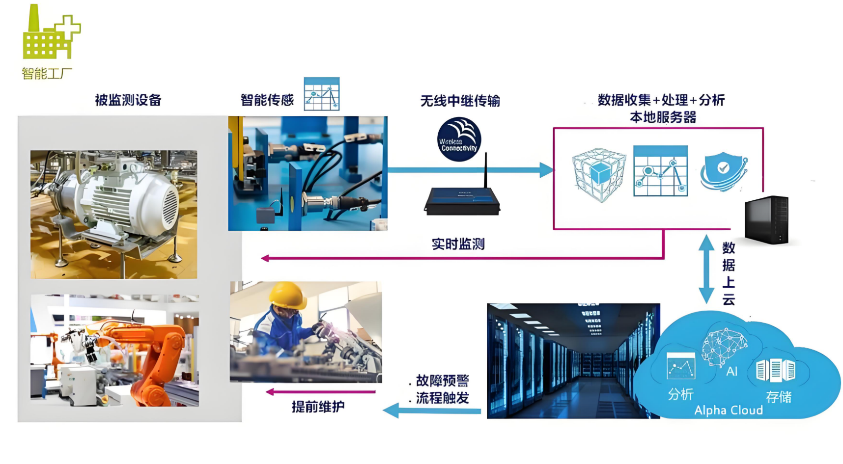 智能工厂
被监测设备
智能传感
无线中继传输
数据收集+处理+分析
本地服务器
Wireless
Connectivity
实时监测
数据上云
AI
分析
存储
Alpha Cloud
. 故障预警
. 流程触发
提前维护